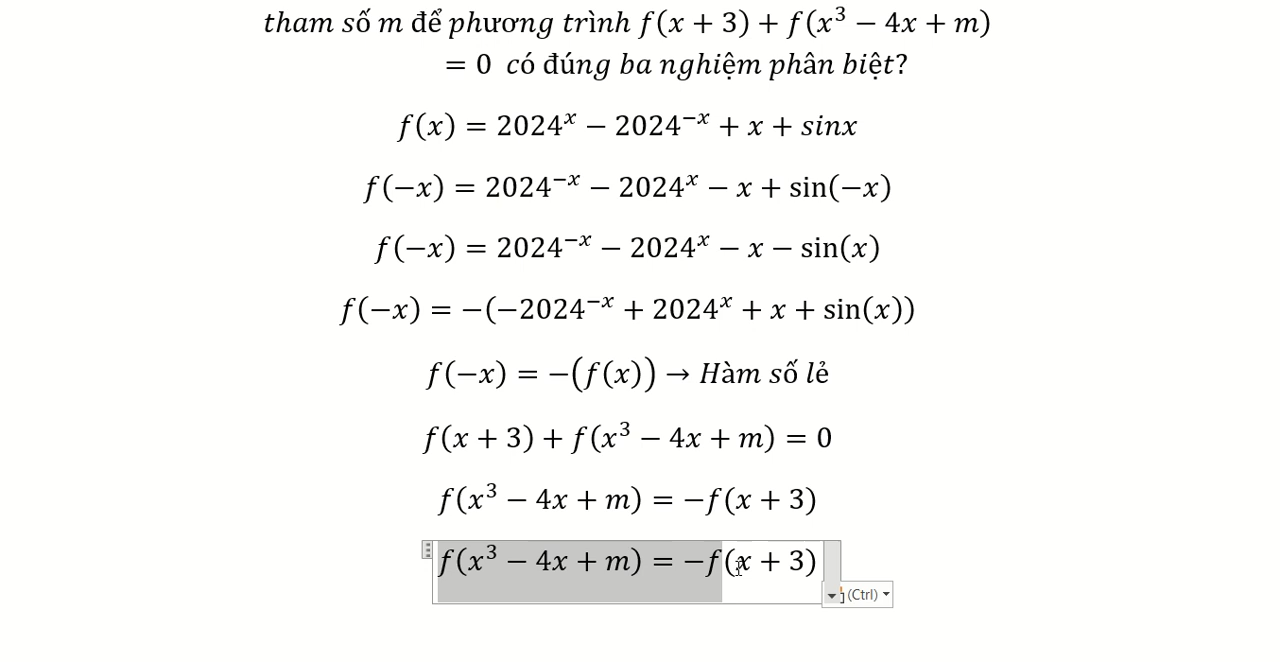 tham số m để phương trình f(x + 3) + f(x³ − 4x + m)
= 0 có đúng ba nghiệm phân biệt?
f(x) = 2024ˣ − 2024⁻ˣ + x + sinx
f(−x) = 2024⁻ˣ − 2024ˣ − x + sin(−x)
f(−x) = 2024⁻ˣ − 2024ˣ − x − sin(x)
f(−x) = −(−2024⁻ˣ + 2024ˣ + x + sin(x))
f(−x) = −(f(x)) → Hàm số lẻ
f(x + 3) + f(x³ − 4x + m) = 0
f(x³ − 4x + m) = −f(x + 3)
f(x³ − 4x + m) = −f(x + 3)
(Ctrl)